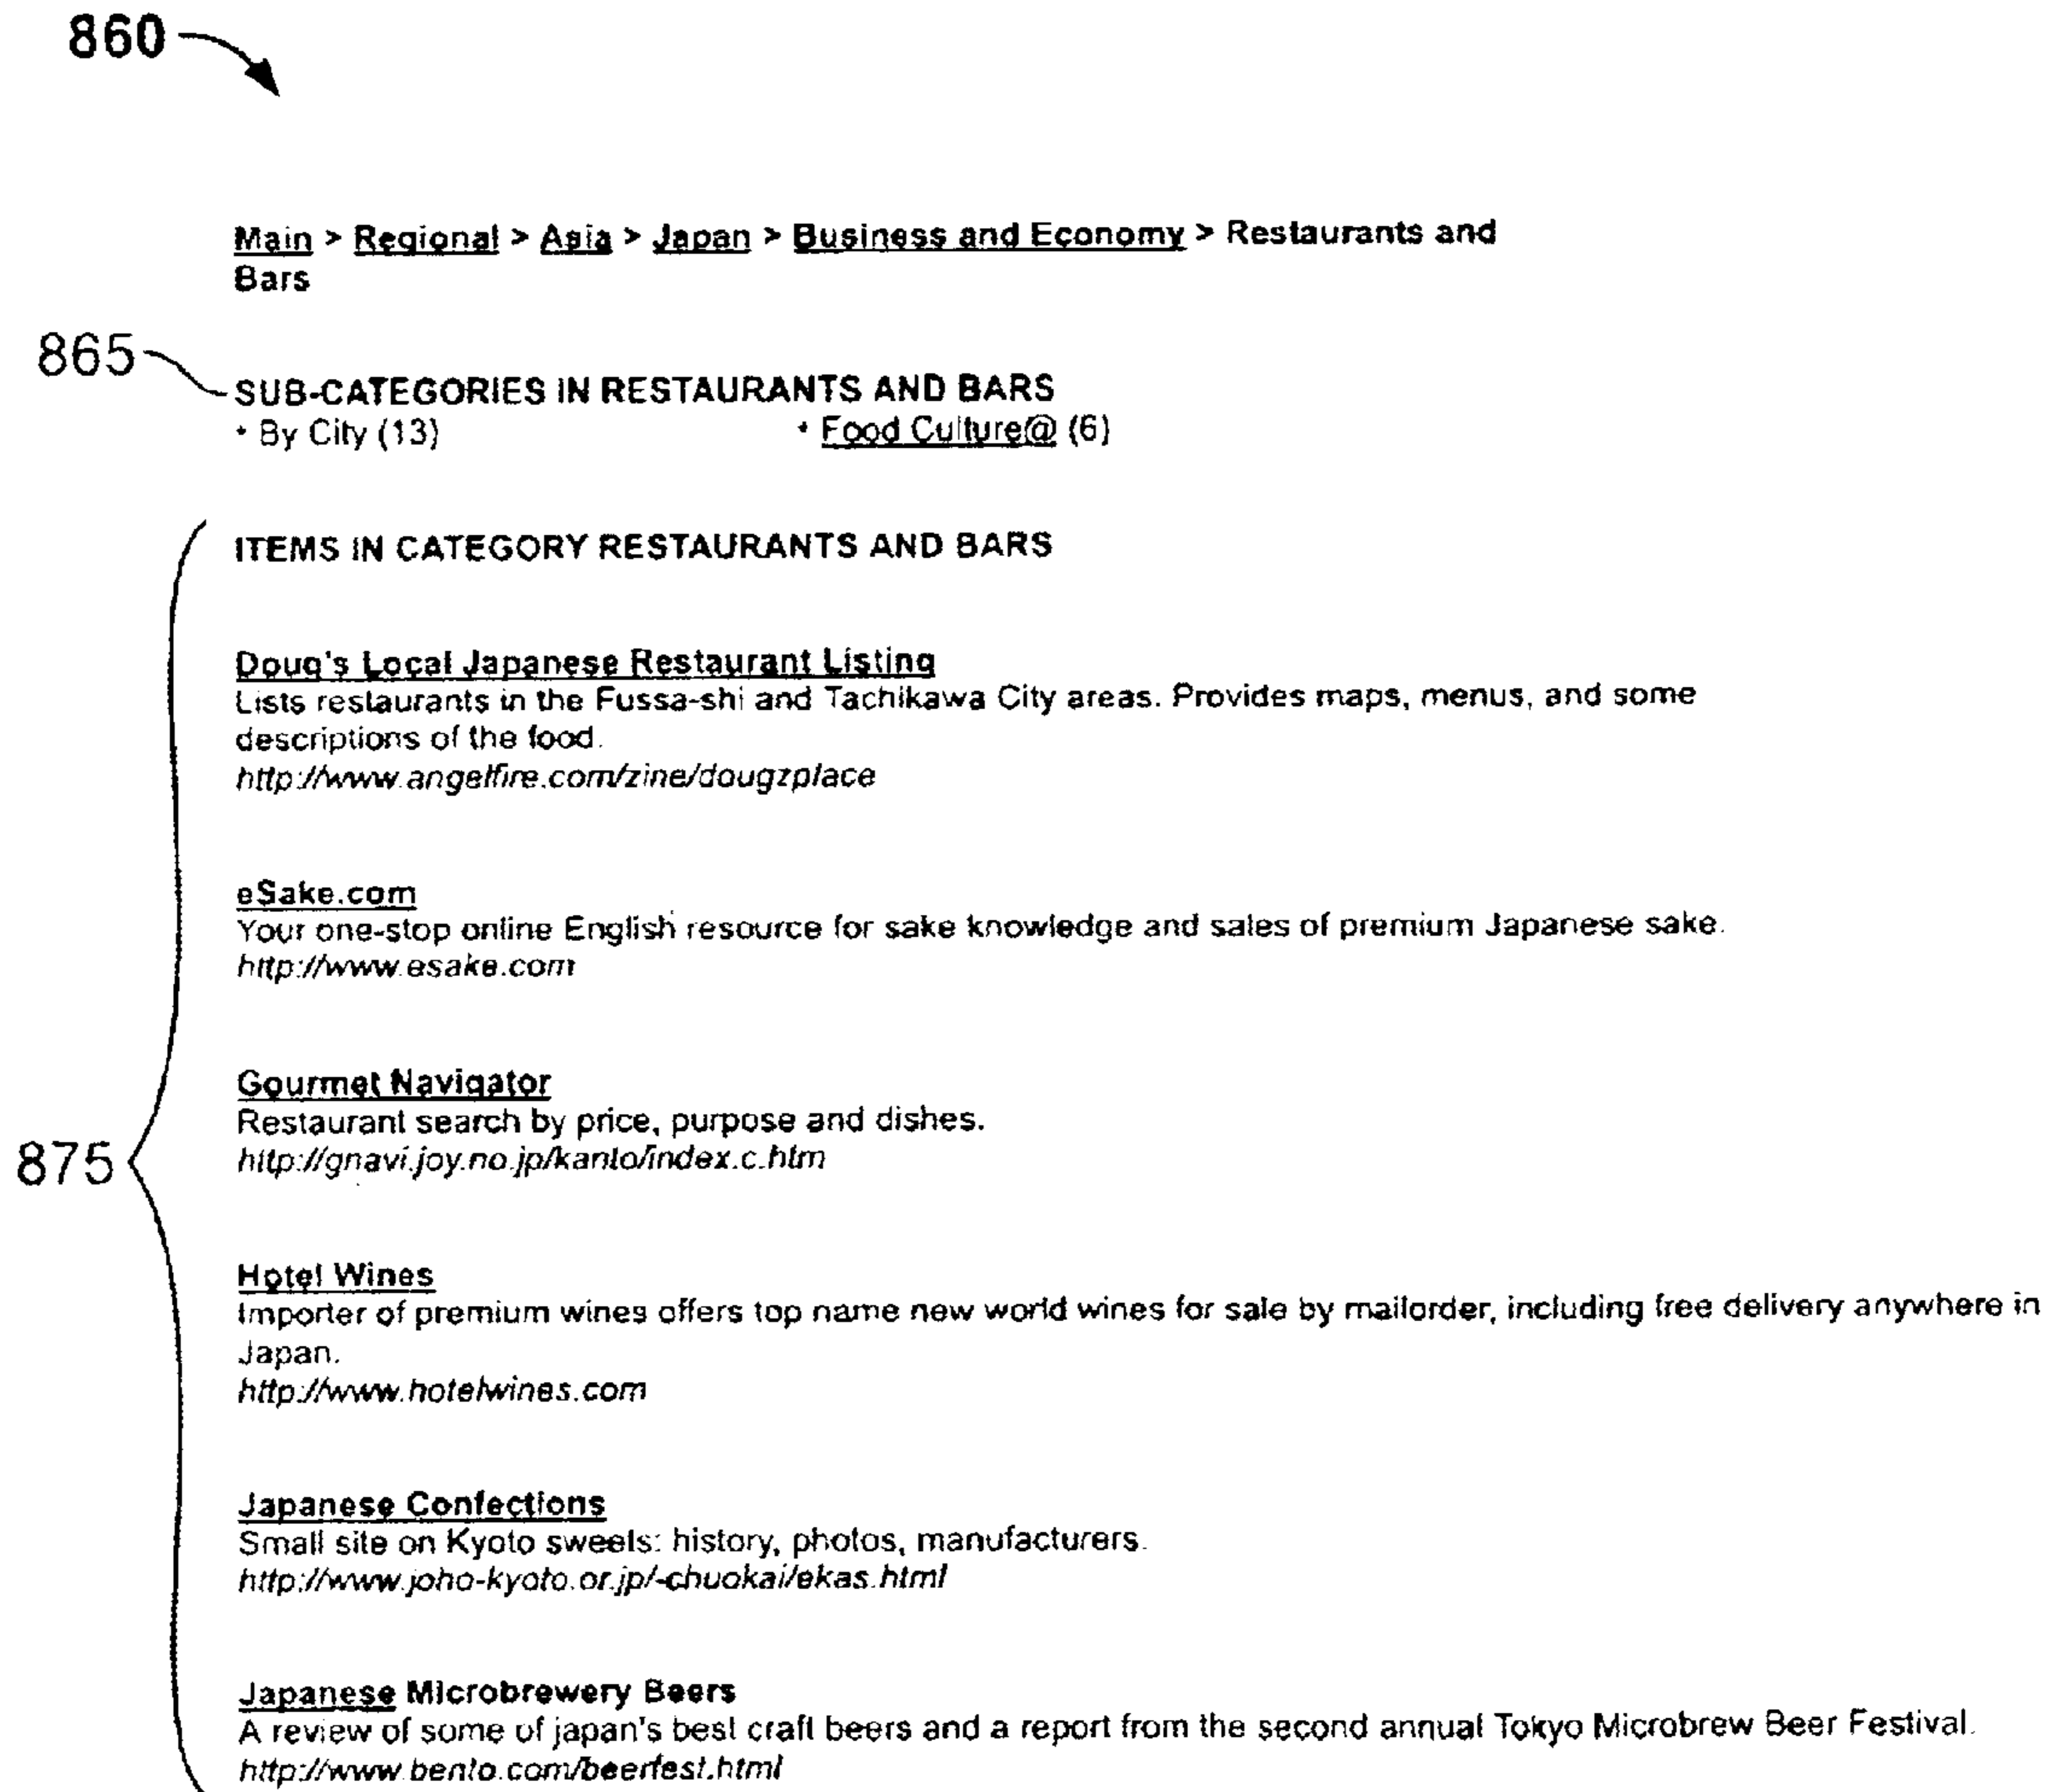 860
Main > Regional > Asia > Japan > Business and Economy > Restaurants and
Bars
865
SUB-CATEGORIES IN RESTAURANTS AND BARS
• By City (13) • Food Culture@ (6)
ITEMS IN CATEGORY RESTAURANTS AND BARS
Doug's Local Japanese Restaurant Listing
Lists restaurants in the Fussa-shi and Tachikawa City areas. Provides maps, menus, and some
descriptions of the food.
http://www.angelfire.com/zine/dougzplace
eSake.com
Your one-stop online English resource for sake knowledge and sales of premium Japanese sake.
http://www.esake.com
Gourmet Navigator
Restaurant search by price, purpose and dishes.
875
http://gnavi.joy.no.jp/kanto/index.c.htm
Hotel Wines
Importer of premium wines offers top name new world wines for sale by mailorder, including free delivery anywhere in
Japan.
http://www.hotelwines.com
Japanese Confections
Small site on Kyoto sweets: history, photos, manufacturers.
http://www.joho-kyoto.or.jp/-chuokai/ekas.html
Japanese Microbrewery Beers
A review of some of japan's best craft beers and a report from the second annual Tokyo Microbrew Beer Festival.
http://www.bento.com/beerfest.html